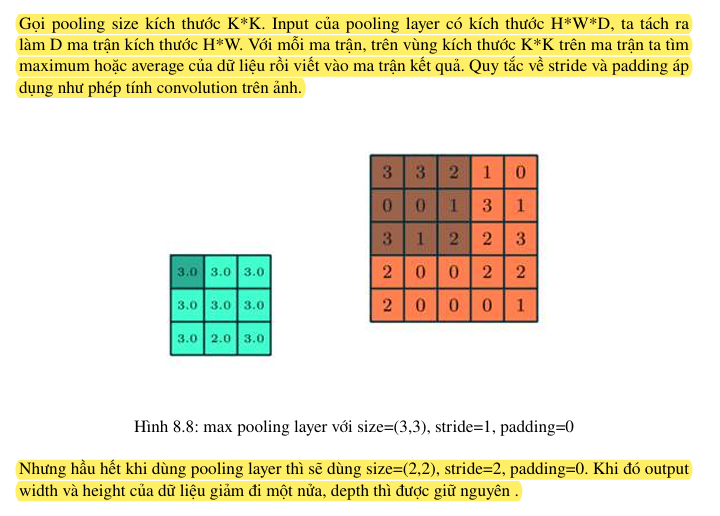 Gọi pooling size kích thước K*K. Input của pooling layer có kích thước H*W*D, ta tách ra
làm D ma trận kích thước H*W. Với mỗi ma trận, trên vùng kích thước K*K trên ma trận ta tìm
maximum hoặc average của dữ liệu rồi viết vào ma trận kết quả. Quy tắc về stride và padding áp
dụng như phép tính convolution trên ảnh.
3 3 2 1 0
0 0 1 3 1
3 1 2 2 3
2 0 0 2 2
2 0 0 0 1
3.0 3.0 3.0
3.0 3.0 3.0
3.0 2.0 3.0
Hình 8.8: max pooling layer với size=(3,3), stride=1, padding=0
Nhưng hầu hết khi dùng pooling layer thì sẽ dùng size=(2,2), stride=2, padding=0. Khi đó output
width và height của dữ liệu giảm đi một nửa, depth thì được giữ nguyên .